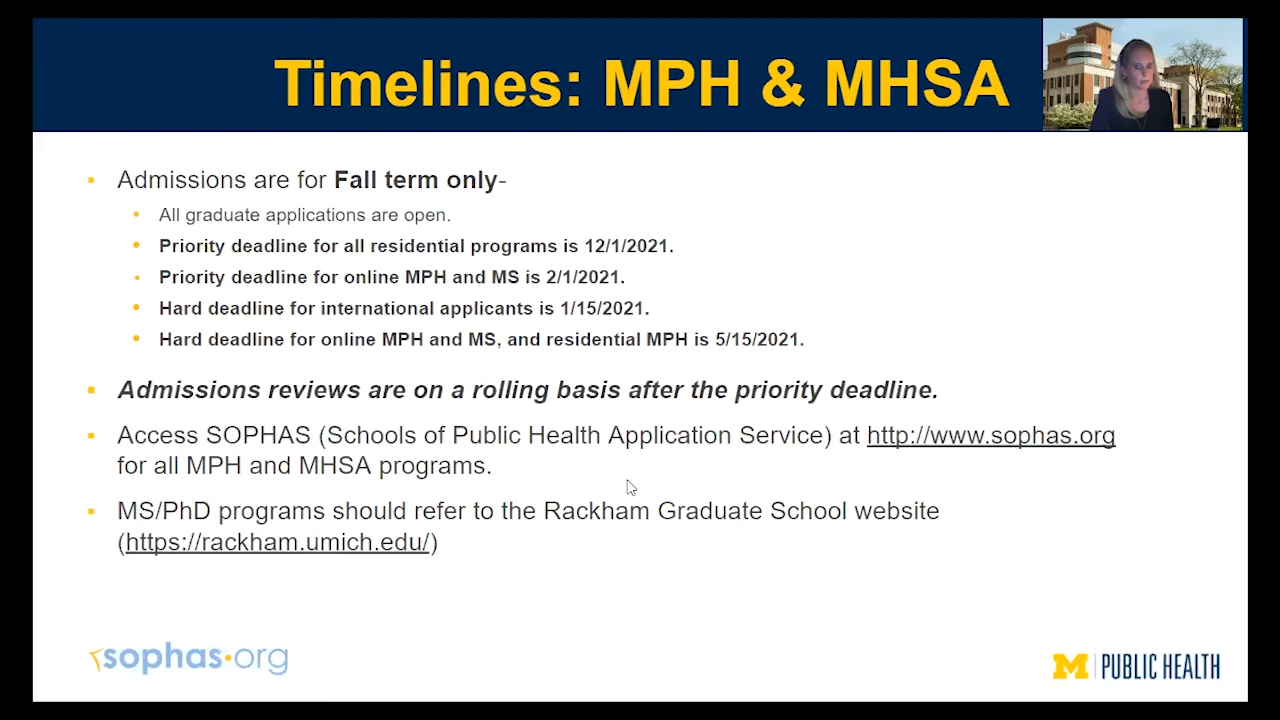 Timelines: MPH & MHSA
Admissions are for Fall term only-
All graduate applications are open.
Priority deadline for all residential programs is 12/1/2021.
Priority deadline for online MPH and MS is 2/1/2021.
Hard deadline for international applicants is 1/15/2021.
Hard deadline for online MPH and MS, and residential MPH is 5/15/2021.
Admissions reviews are on a rolling basis after the priority deadline.
Access SOPHAS (Schools of Public Health Application Service) at http://www.sophas.org
for all MPH and MHSA programs.
MS/PhD programs should refer to the Rackham Graduate School website
(https://rackham.umich.edu/)
sophas.org
M PUBLIC HEALTH